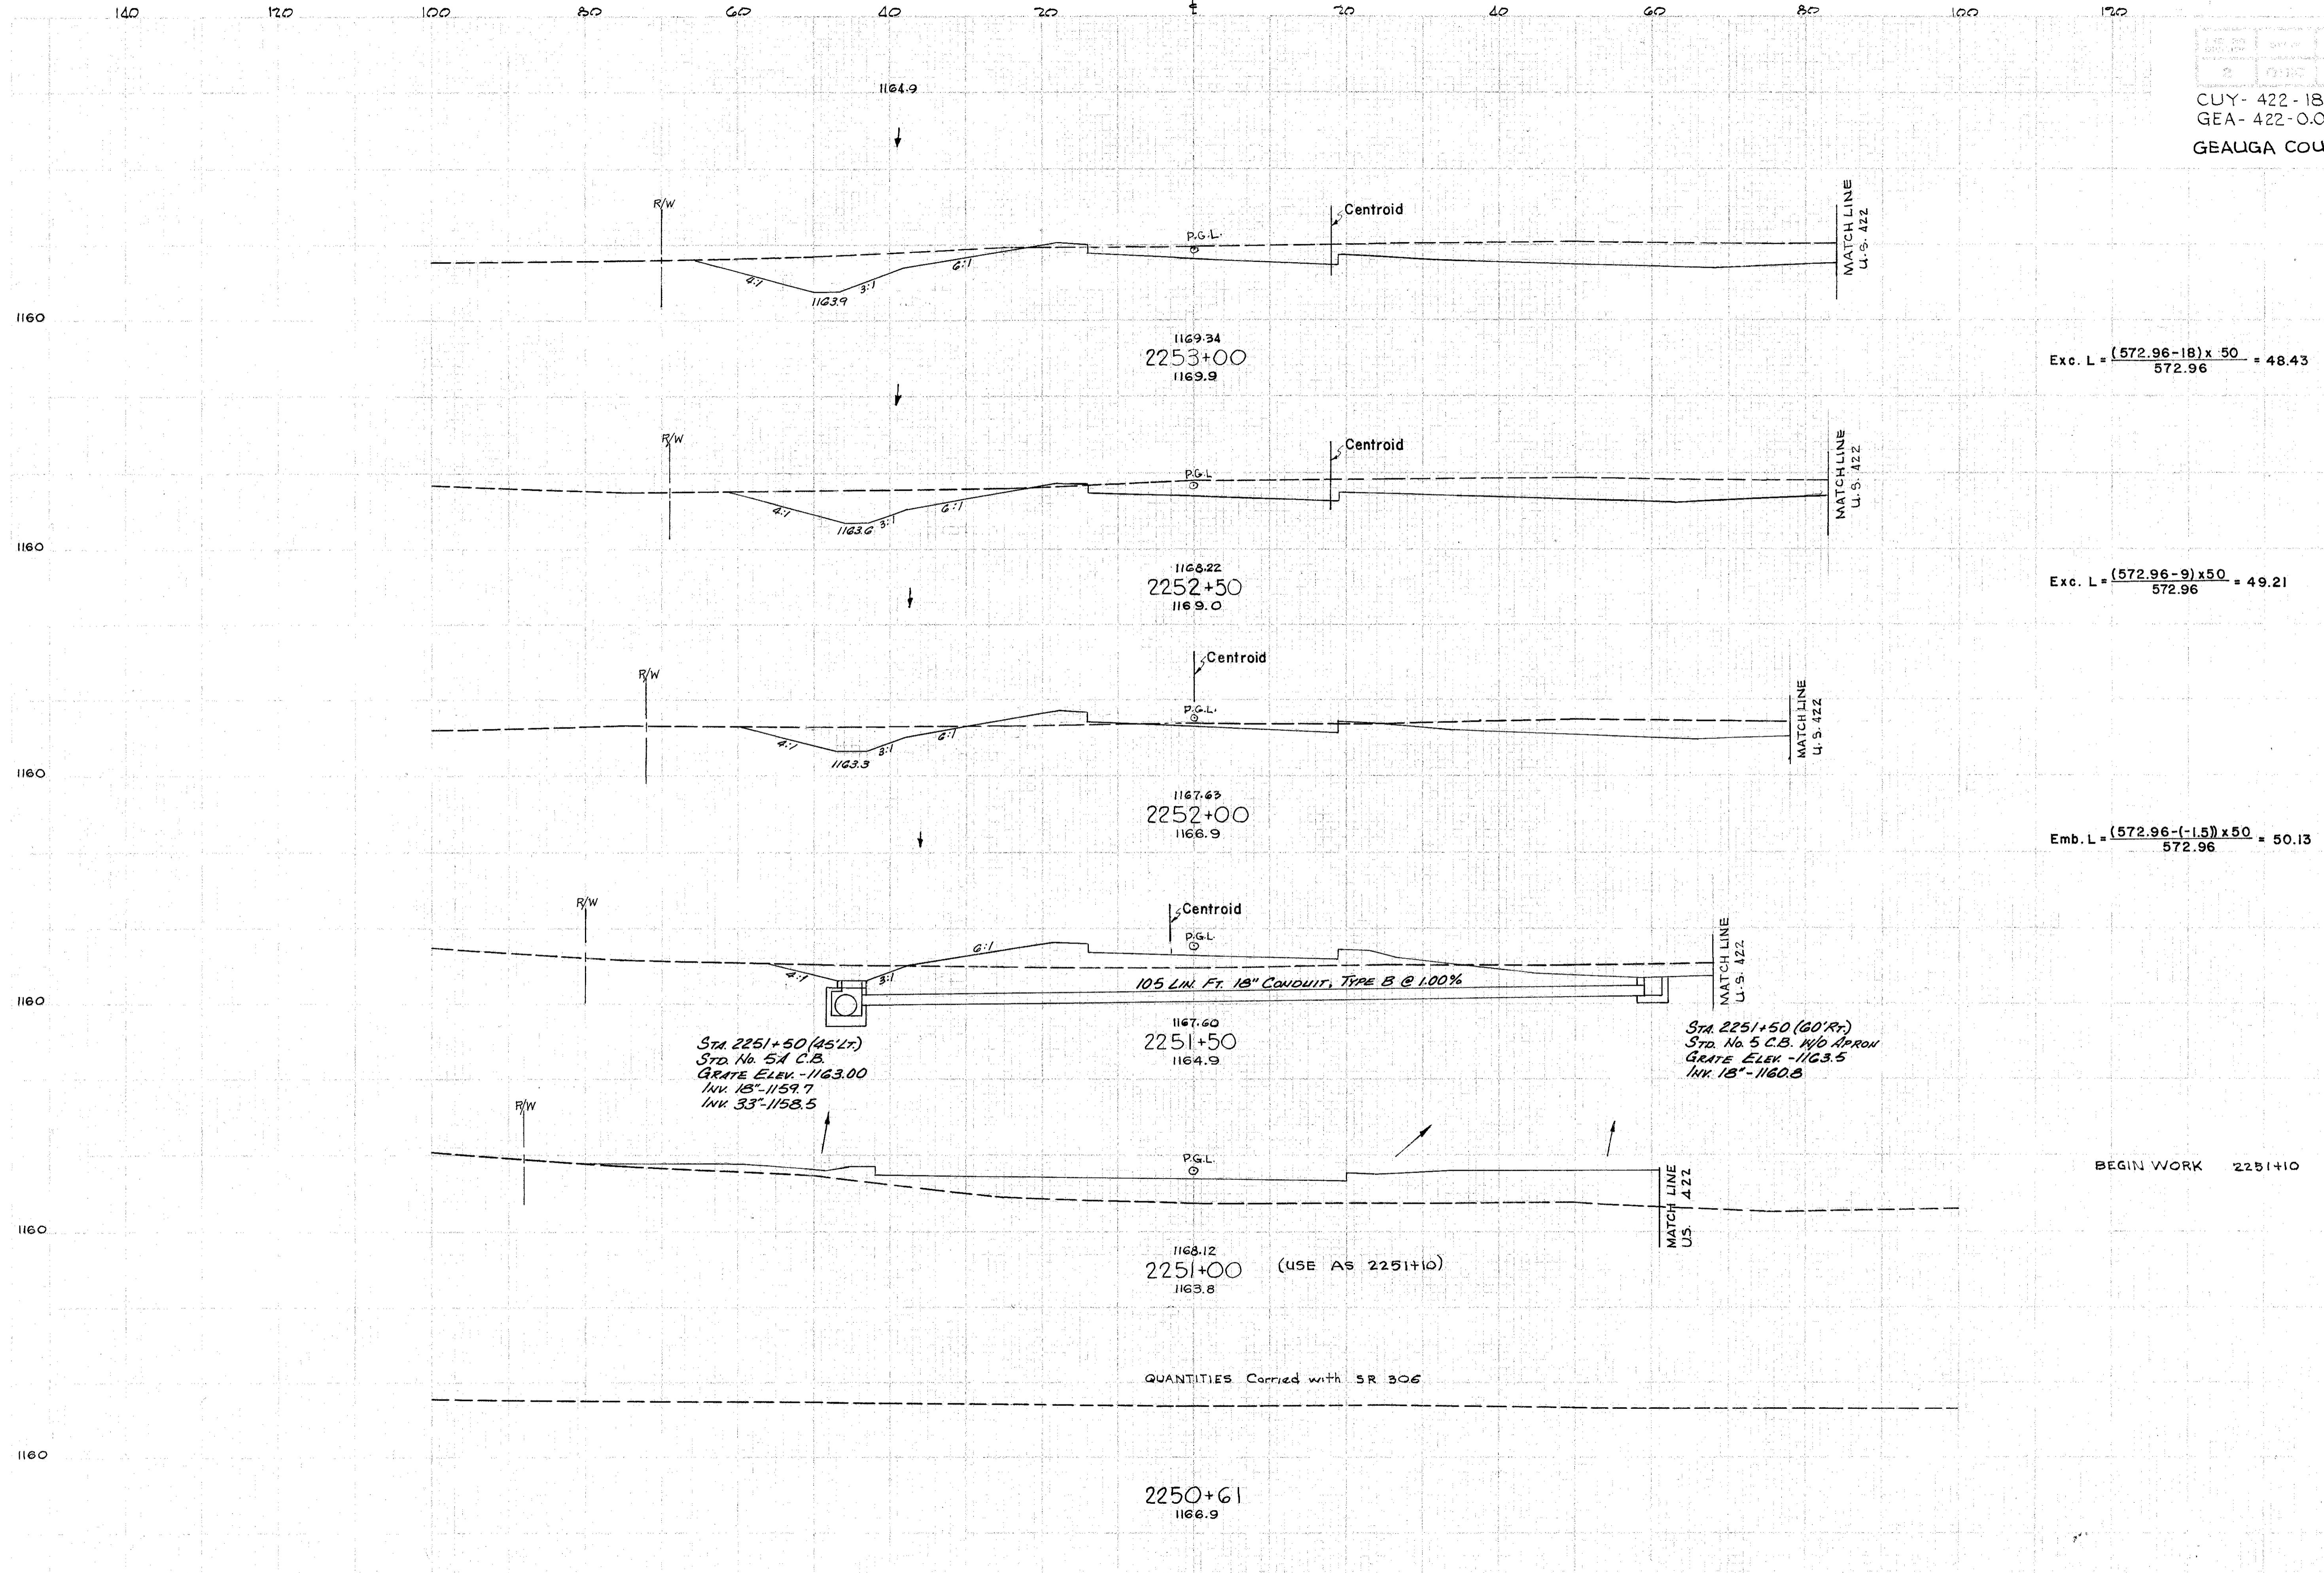 140 120 100 80 60 40 20 ℄ 20 40 60 80 100 120
CUY- 422 - 18
GEA- 422-0.0
GEAUGA COU
1164.9
R/W
Centroid
P.G.L.
MATCH LINE
U.S. 422
4:1
1163.9
3:1
6:1
1160
1169.34
2253+00
1169.9
Exc. L = (572.96-18) x 50 / 572.96 = 48.43
R/W
Centroid
P.G.L.
MATCH LINE
U.S. 422
4:1
1163.6
3:1
6:1
1160
1168.22
2252+50
1169.0
Exc. L = (572.96-9) x 50 / 572.96 = 49.21
R/W
Centroid
P.G.L.
MATCH LINE
U.S. 422
4:1
1163.3
3:1
6:1
1160
1167.63
2252+00
1166.9
Emb. L = (572.96-(-1.5)) x 50 / 572.96 = 50.13
R/W
Centroid
P.G.L.
MATCH LINE
U.S. 422
4:1
3:1
6:1
105 LIN. FT. 18" CONDUIT, TYPE B @ 1.00%
1160
1167.60
2251+50
1164.9
STA. 2251+50 (45'LT.)
STD. No. 5A C.B.
GRATE ELEV. -1163.00
INV. 18"-1159.7
INV. 33"-1158.5
STA. 2251+50 (60'RT.)
STD. No. 5 C.B. W/O APRON
GRATE ELEV. -1163.5
INV. 18"-1160.8
R/W
P.G.L.
MATCH LINE
U.S. 422
BEGIN WORK 2251+10
1160
1168.12
2251+00 (USE AS 2251+10)
1163.8
QUANTITIES Carried with SR 306
1160
2250+61
1166.9